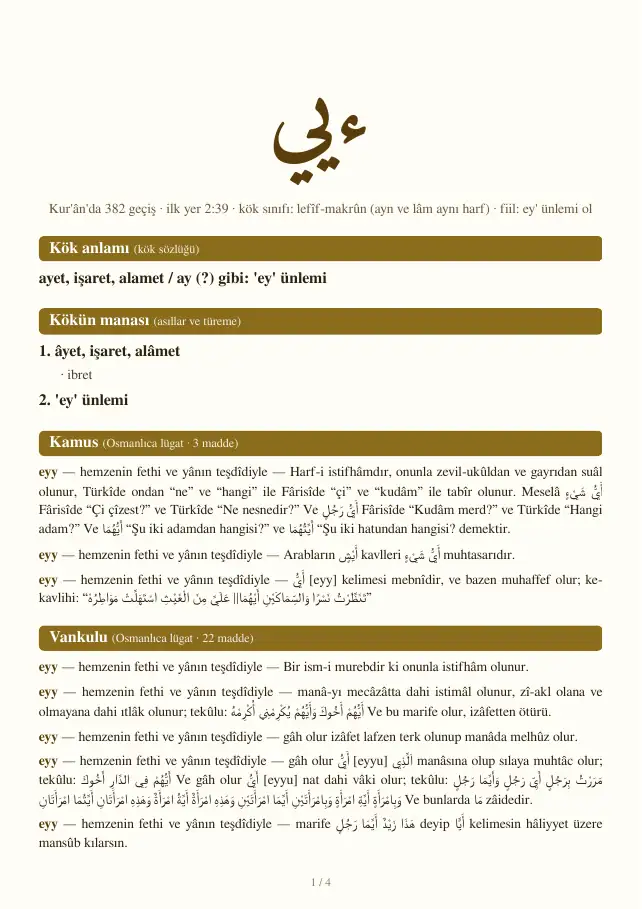 ءيي
Kur'ân'da 382 geçiş · ilk yer 2:39 · kök sınıfı: lefîf-makrûn (ayn ve lâm aynı harf) · fiil: ey' ünlemi ol
Kök anlamı (kök sözlüğü)
ayet, işaret, alamet / ay (?) gibi: 'ey' ünlemi
Kökün manası (asıllar ve türeme)
1. âyet, işaret, alâmet
· ibret
2. 'ey' ünlemi
Kamus (Osmanlıca lügat · 3 madde)
eyy — hemzenin fethi ve yânın teşdîdiyle — Harf-i istifhâmdır, onunla zevil-ukûldan ve gayrıdan suâl
olunur, Türkîde ondan “ne” ve “hangi” ile Fârisîde “çi” ve “kudâm” ile tabîr olunur. Meselâ أَيُّ شَيْءٍ
Fârisîde “Çi çîzest?” ve Türkîde “Ne nesnedir?” Ve أَيُّ رَجُلٍ Fârisîde “Kudâm merd?” ve Türkîde “Hangi
adam?” Ve أَيُّهُمَا “Şu iki adamdan hangisi?” ve أَيَّتُهُمَا “Şu iki hatundan hangisi? demektir.
eyy — hemzenin fethi ve yânın teşdîdiyle — Arabların أَيْشٍ kavlleri أَيُّ شَيْءٍ muhtasarıdır.
eyy — hemzenin fethi ve yânın teşdîdiyle — أَيُّ [eyy] kelimesi mebnîdir, ve bazen muhaffef olur; ke-
kavlihi: “تَنَظَّرْتُ نَسْرًا وَالسِّمَاكَيْنِ أَيْهُمَا||عَلَيَّ مِنَ الْغَيْثِ اسْتَهَلَّتْ مَوَاطِرُهُ”
Vankulu (Osmanlıca lügat · 22 madde)
eyy — hemzenin fethi ve yânın teşdîdiyle — Bir ism-i murebdir ki onunla istifhâm olunur.
eyy — hemzenin fethi ve yânın teşdîdiyle — manâ-yı mecâzâtta dahi istimâl olunur, zî-akl olana ve
olmayana dahi ıtlâk olunur; tekûlu: أَيُّهُمْ أَخُوكَ وَأَيُّهُمْ يُكْرِمْنِي أُكْرِمْهُ Ve bu marife olur, izâfetten ötürü.
eyy — hemzenin fethi ve yânın teşdîdiyle — gâh olur izâfet lafzen terk olunup manâda melhûz olur.
eyy — hemzenin fethi ve yânın teşdîdiyle — gâh olur أَيُّ [eyyu] الَّذِي manâsına olup sılaya muhtâc olur;
tekûlu: أَيُّهُمْ فِي الدَّارِ أَخُوكَ Ve gâh olur أَيُّ [eyyu] nat dahi vâki olur; tekûlu: مَرَرْتُ بِرَجُلٍ أَيِّ رَجُلٍ وَأَيِّمَا رَجُلٍ
وَبِامْرَأَةٍ أَيَّةِ امْرَأَةٍ وَبِامْرَأَتَيْنِ أَيَّمَا امْرَأَتَيْنِ وَهَذِهِ امْرَأَةٌ أَيَّةُ امْرَأَةٍ وَهَذِهِ امْرَأَتَانِ أَيَّتُمَا امْرَأَتَانِ Ve bunlarda مَا zâidedir.
eyy — hemzenin fethi ve yânın teşdîdiyle — marife هَذَا زَيْدٌ أَيَّمَا رَجُلٍ deyip أَيًّا kelimesin hâliyyet üzere
mansûb kılarsın.
1 / 4